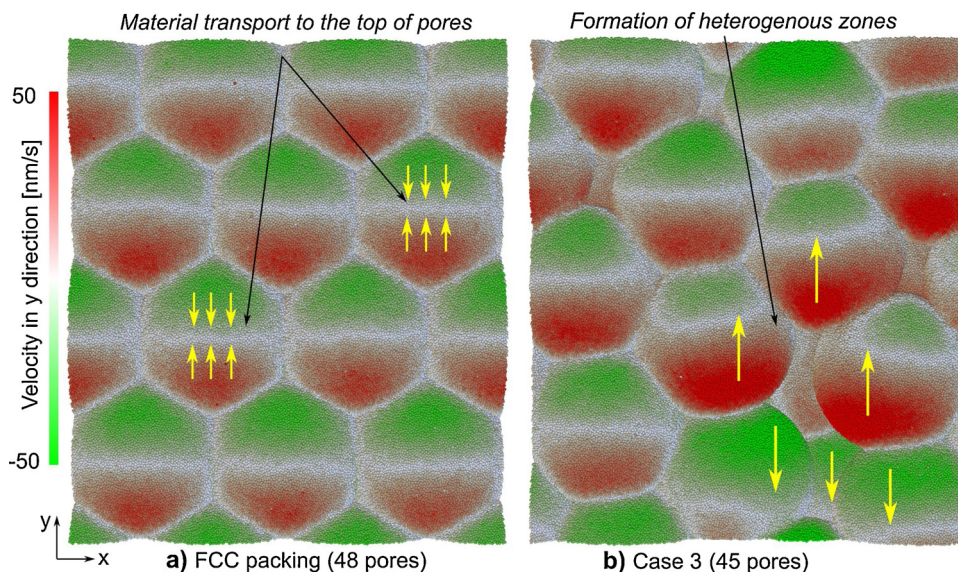 Material transport to the top of pores
Formation of heterogenous zones
50
Velocity in y direction [nm/s]
-50
y
x
a) FCC packing (48 pores)
b) Case 3 (45 pores)